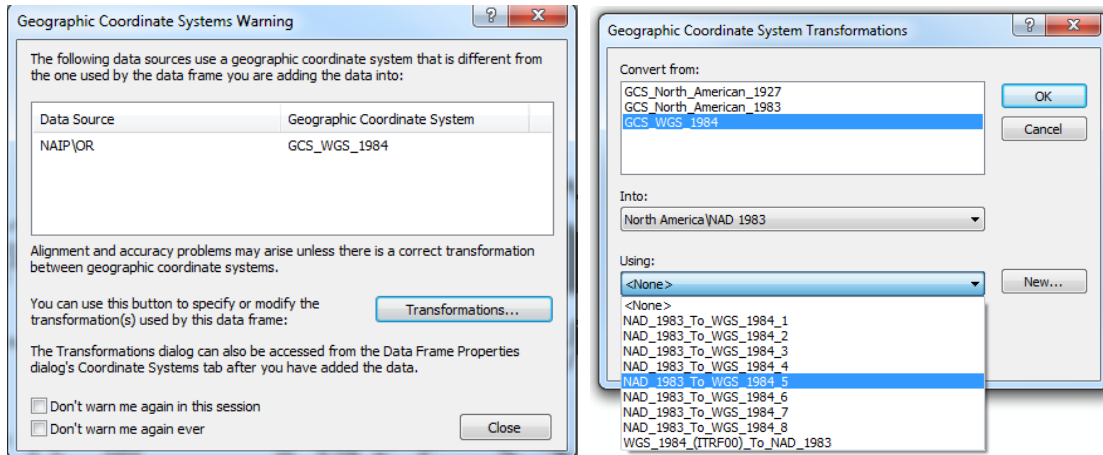 Geographic Coordinate Systems Warning
The following data sources use a geographic coordinate system that is different from
the one used by the data frame you are adding the data into:
Data Source Geographic Coordinate System
NAIP\OR GCS_WGS_1984
Alignment and accuracy problems may arise unless there is a correct transformation
between geographic coordinate systems.
You can use this button to specify or modify the
transformation(s) used by this data frame:
Transformations...
The Transformations dialog can also be accessed from the Data Frame Properties
dialog's Coordinate Systems tab after you have added the data.
Don't warn me again in this session
Don't warn me again ever
Close
Geographic Coordinate System Transformations
Convert from:
GCS_North_American_1927
GCS_North_American_1983
GCS_WGS_1984
OK
Cancel
Into:
North America\NAD 1983
Using:
<None>
New...
<None>
NAD_1983_To_WGS_1984_1
NAD_1983_To_WGS_1984_2
NAD_1983_To_WGS_1984_3
NAD_1983_To_WGS_1984_4
NAD_1983_To_WGS_1984_5
NAD_1983_To_WGS_1984_6
NAD_1983_To_WGS_1984_7
NAD_1983_To_WGS_1984_8
WGS_1984_(ITRF00)_To_NAD_1983